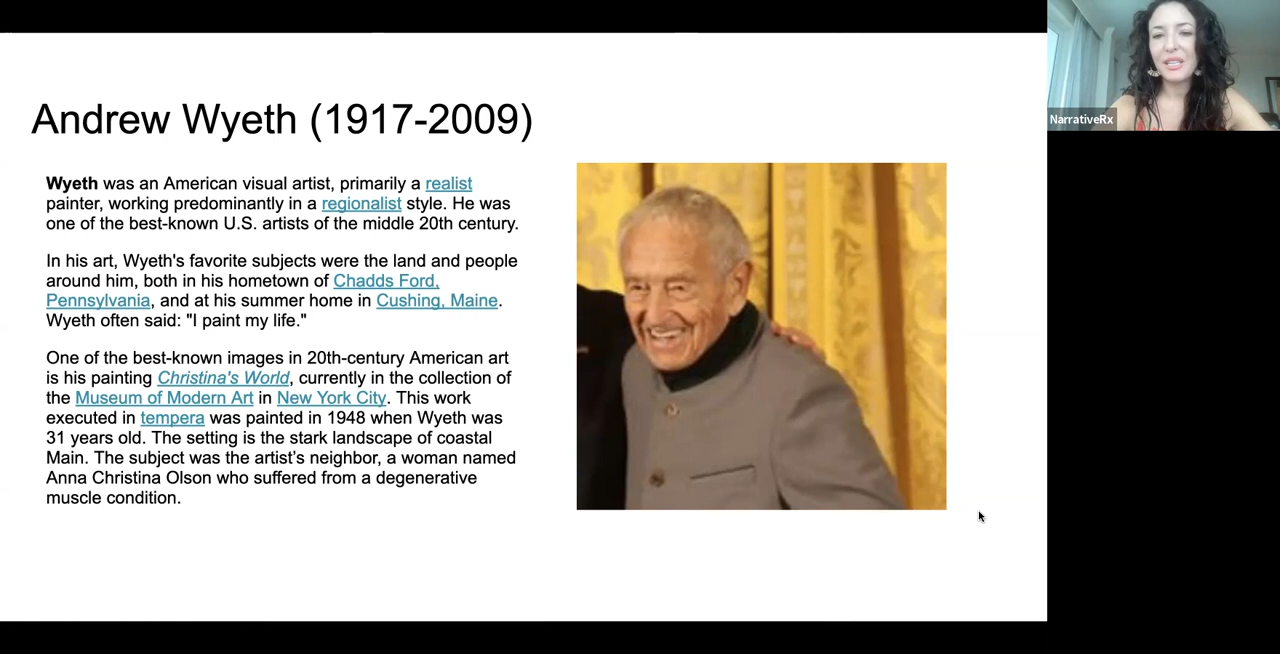 Andrew Wyeth (1917-2009)
Wyeth was an American visual artist, primarily a realist
painter, working predominantly in a regionalist style. He was
one of the best-known U.S. artists of the middle 20th century.
In his art, Wyeth's favorite subjects were the land and people
around him, both in his hometown of Chadds Ford,
Pennsylvania, and at his summer home in Cushing, Maine.
Wyeth often said: "I paint my life."
One of the best-known images in 20th-century American art
is his painting Christina's World, currently in the collection of
the Museum of Modern Art in New York City. This work
executed in tempera was painted in 1948 when Wyeth was
31 years old. The setting is the stark landscape of coastal
Main. The subject was the artist’s neighbor, a woman named
Anna Christina Olson who suffered from a degenerative
muscle condition.
NarrativeRx